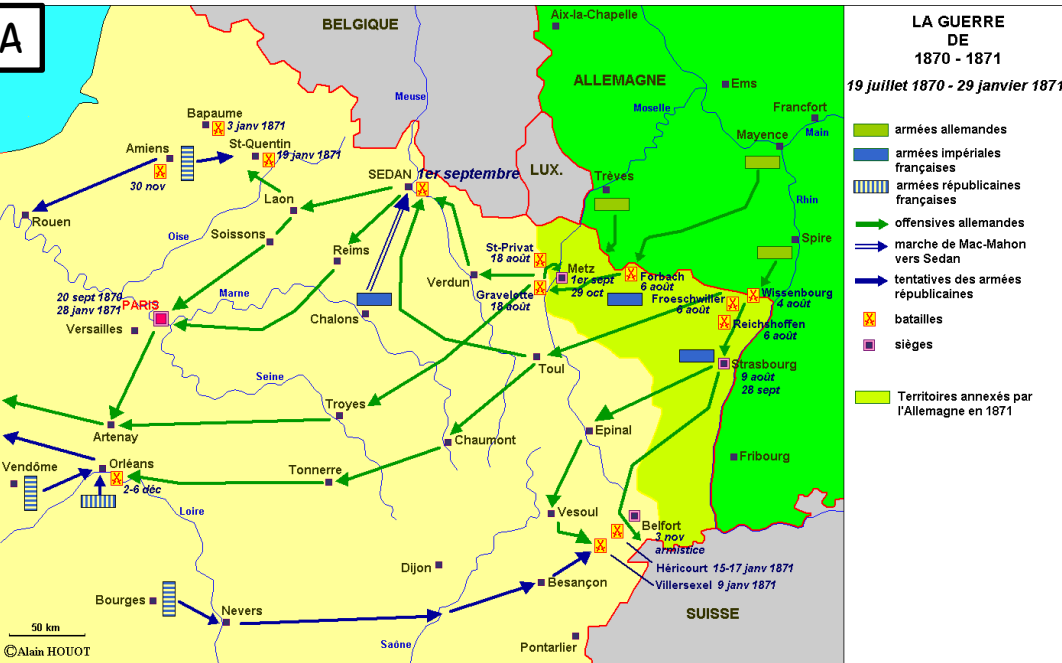 A
BELGIQUE
Aix-la-Chapelle
ALLEMAGNE
Ems
Meuse
Moselle
Francfort
Main
Mayence
Bapaume
3 janv 1871
St-Quentin
19 janv 1871
Amiens
30 nov
SEDAN
1er septembre
LUX.
Trèves
Rhin
Laon
Rouen
Oise
Soissons
Reims
Spire
St-Privat
18 août
Metz
1er sept
29 oct
Verdun
Gravelotte
18 août
Forbach
6 août
Froeschwiller
6 août
Wissenbourg
4 août
Reichshoffen
6 août
20 sept 1870
28 janv 1871
PARIS
Versailles
Marne
Chalons
Strasbourg
9 août
28 sept
Toul
Seine
Troyes
Artenay
Chaumont
Epinal
Vendôme
Orléans
2-6 déc
Tonnerre
Fribourg
Loire
Vesoul
Belfort
3 nov
armistice
Héricourt 15-17 janv 1871
Villersexel 9 janv 1871
Dijon
Besançon
Bourges
Nevers
SUISSE
50 km
Saône
Pontarlier
©Alain HOUOT
LA GUERRE
DE
1870 - 1871
19 juillet 1870 - 29 janvier 1871
armées allemandes
armées impériales
françaises
armées républicaines
françaises
offensives allemandes
marche de Mac-Mahon
vers Sedan
tentatives des armées
républicaines
batailles
sièges
Territoires annexés par
l'Allemagne en 1871